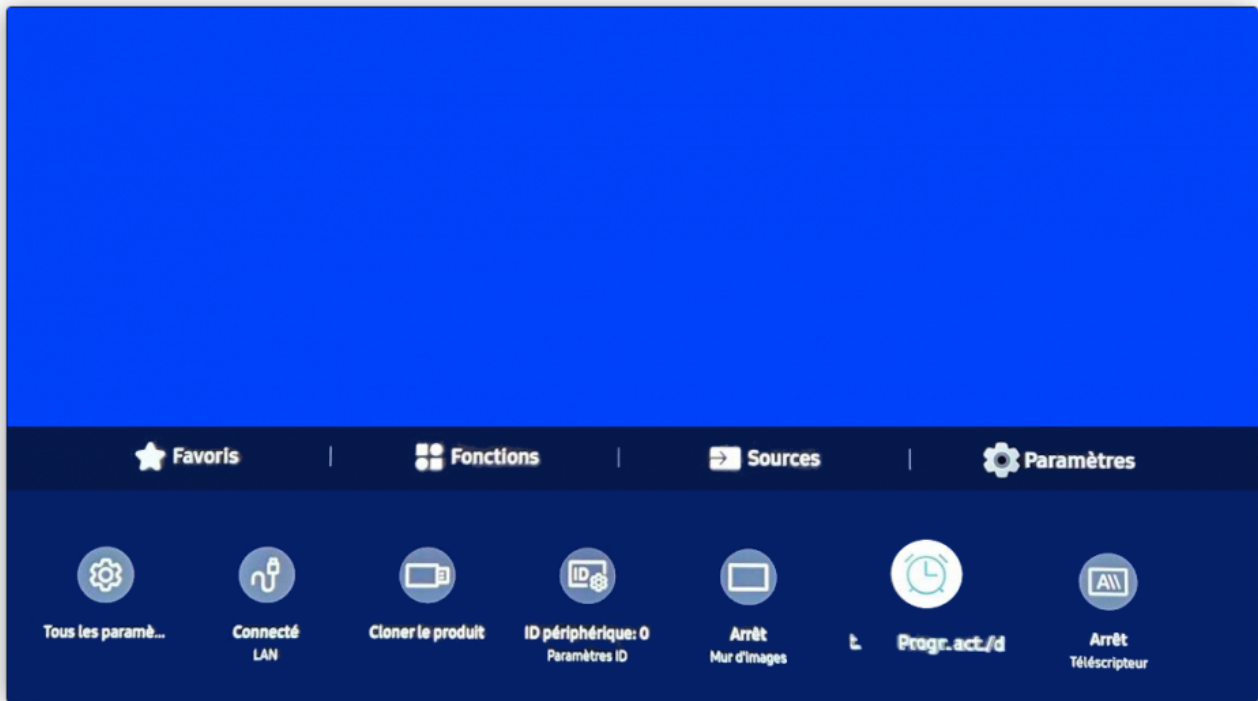 Favoris
Fonctions
Sources
Paramètres
Tous les paramè...
Connecté
LAN
Cloner le produit
ID périphérique: 0
Paramètres ID
Arrêt
Mur d'images
t. Progr. act./d
Arrêt
Téléscripteur